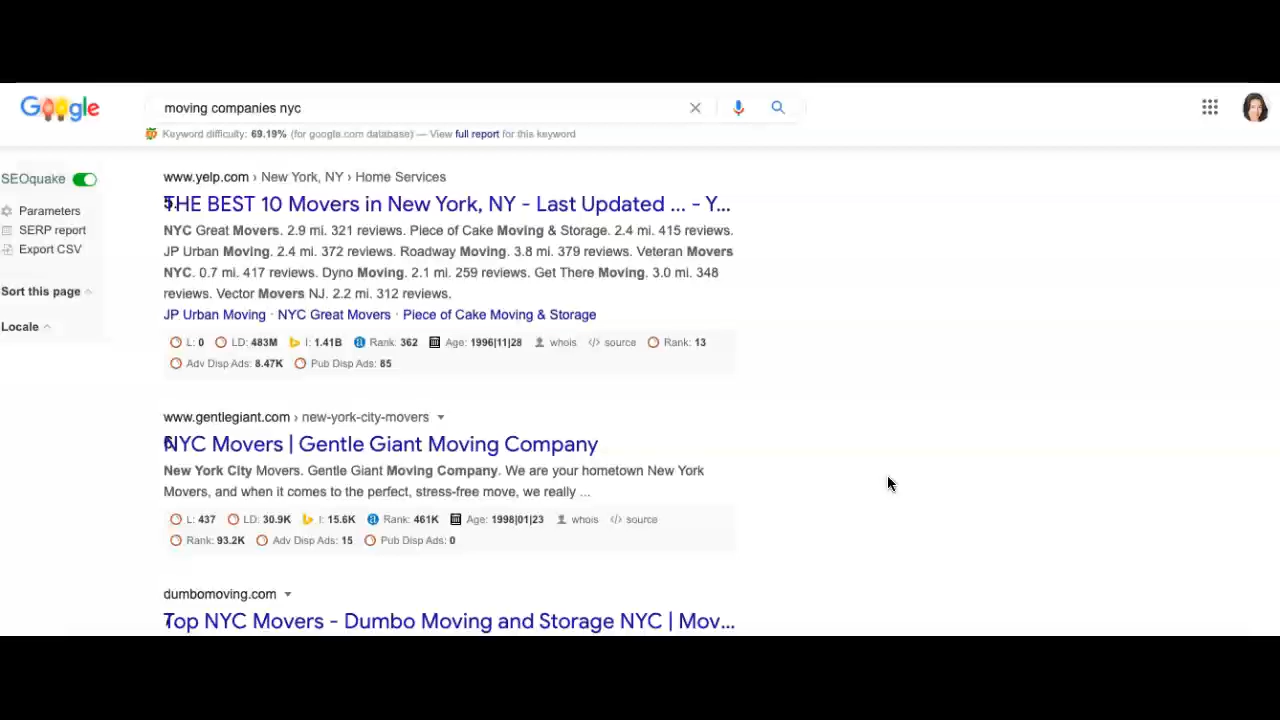 Google
moving companies nyc
Keyword difficulty: 69.19% (for google.com database) — View full report for this keyword
SEOquake
Parameters
SERP report
Export CSV
Sort this page
Locale
www.yelp.com › New York, NY › Home Services
5.
THE BEST 10 Movers in New York, NY - Last Updated ... - Y...
NYC Great Movers. 2.9 mi. 321 reviews. Piece of Cake Moving & Storage. 2.4 mi. 415 reviews.
JP Urban Moving. 2.4 mi. 372 reviews. Roadway Moving. 3.8 mi. 379 reviews. Veteran Movers
NYC. 0.7 mi. 417 reviews. Dyno Moving. 2.1 mi. 259 reviews. Get There Moving. 3.0 mi. 348
reviews. Vector Movers NJ. 2.2 mi. 312 reviews.
JP Urban Moving · NYC Great Movers · Piece of Cake Moving & Storage
L: 0 LD: 483M I: 1.41B Rank: 362 Age: 1996|11|28 whois source Rank: 13
Adv Disp Ads: 8.47K Pub Disp Ads: 85
www.gentlegiant.com › new-york-city-movers
6.
NYC Movers | Gentle Giant Moving Company
New York City Movers. Gentle Giant Moving Company. We are your hometown New York
Movers, and when it comes to the perfect, stress-free move, we really ...
L: 437 LD: 30.9K I: 15.6K Rank: 461K Age: 1998|01|23 whois source
Rank: 93.2K Adv Disp Ads: 15 Pub Disp Ads: 0
dumbomoving.com
Top NYC Movers - Dumbo Moving and Storage NYC | Mov...